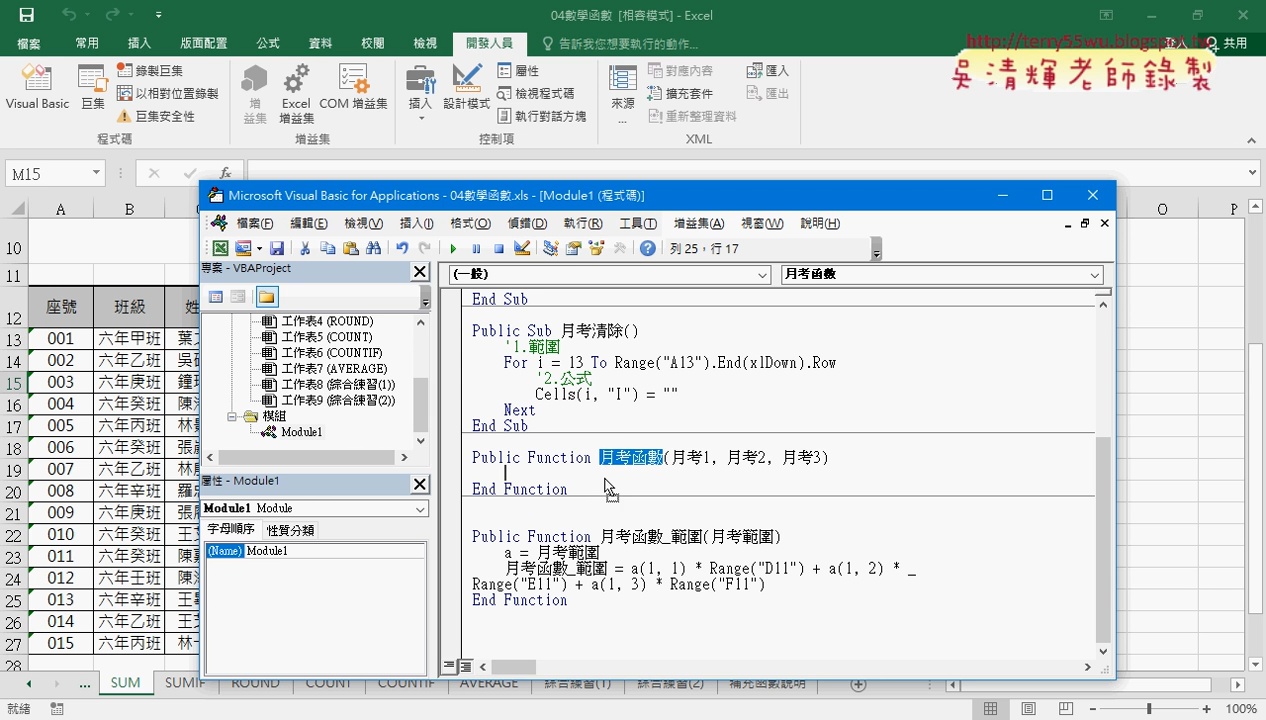 04數學函數 [相容模式] - Excel
http://terry55wu.blogspot.tw
吳清輝老師錄製
檔案 常用 插入 版面配置 公式 資料 校閱 檢視 開發人員 告訴我您想要執行的動作... 共用
Visual Basic 巨集 錄製巨集 以相對位置錄製 巨集安全性 程式碼
增益集 Excel 增益集 COM 增益集 增益集
插入 設計模式 屬性 檢視程式碼 執行對話方塊 控制項
來源... 對應內容 擴充套件 重新整理資料 匯入 匯出 XML
M15 fx
A B O P
Microsoft Visual Basic for Applications - 04數學函數.xls - [Module1 (程式碼)]
檔案(F) 編輯(E) 檢視(V) 插入(I) 格式(O) 偵錯(D) 執行(R) 工具(T) 增益集(A) 視窗(W) 說明(H)
列 25，行 17
專案 - VBAProject
工作表4 (ROUND)
工作表5 (COUNT)
工作表6 (COUNTIF)
工作表7 (AVERAGE)
工作表8 (綜合練習(1))
工作表9 (綜合練習(2))
模組
Module1
屬性 - Module1
Module1 Module
字母順序 性質分類
(Name) Module1
(一般) 月考函數
End Sub
Public Sub 月考清除()
'1.範圍
For i = 13 To Range("A13").End(xlDown).Row
'2.公式
Cells(i, "I") = ""
Next
End Sub
Public Function 月考函數(月考1, 月考2, 月考3)
End Function
Public Function 月考函數_範圍(月考範圍)
a = 月考範圍
月考函數_範圍 = a(1, 1) * Range("D11") + a(1, 2) * _
Range("E11") + a(1, 3) * Range("F11")
End Function
10
11
12 座號 班級 姓
13 001 六年甲班
14 002 六年乙班
15 003 六年庚班
16 004 六年癸班
17 005 六年丙班
18 006 六年癸班
19 007 六年乙班
20 008 六年辛班
21 009 六年庚班
22 010 六年癸班
23 011 六年癸班
24 012 六年壬班
25 013 六年辛班
26 014 六年乙班
27 015 六年丙班
28
... SUM SUMIF ROUND COUNT COUNTIF AVERAGE 綜合練習(1) 綜合練習(2) 補充函數說明
就緒 100%